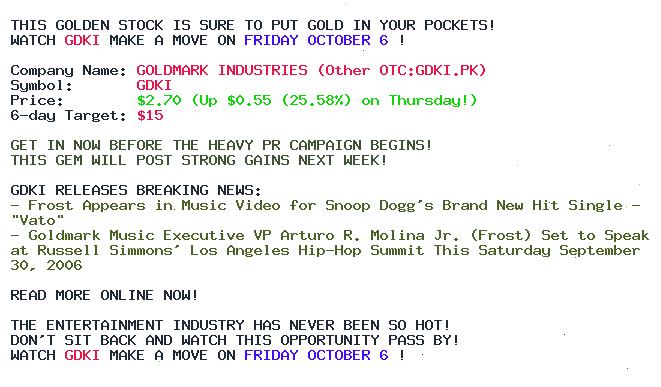 THIS GOLDEN STOCK IS SURE TO PUT GOLD IN YOUR POCKETS!
WATCH GDKI MAKE A MOVE ON FRIDAY OCTOBER 6 !
Company Name: GOLDMARK INDUSTRIES (Other OTC:GDKI.PK)
Symbol: GDKI
Price: $2.70 (Up $0.55 (25.58%) on Thursday!)
6-day Target: $15
GET IN NOW BEFORE THE HEAVY PR CAMPAIGN BEGINS!
THIS GEM WILL POST STRONG GAINS NEXT WEEK!
GDKI RELEASES BREAKING NEWS:
- Frost Appears in Music Video for Snoop Dogg's Brand New Hit Single -
"Vato"
- Goldmark Music Executive VP Arturo R. Molina Jr. (Frost) Set to Speak
at Russell Simmons' Los Angeles Hip-Hop Summit This Saturday September
30, 2006
READ MORE ONLINE NOW!
THE ENTERTAINMENT INDUSTRY HAS NEVER BEEN SO HOT!
DON'T SIT BACK AND WATCH THIS OPPORTUNITY PASS BY!
WATCH GDKI MAKE A MOVE ON FRIDAY OCTOBER 6 !